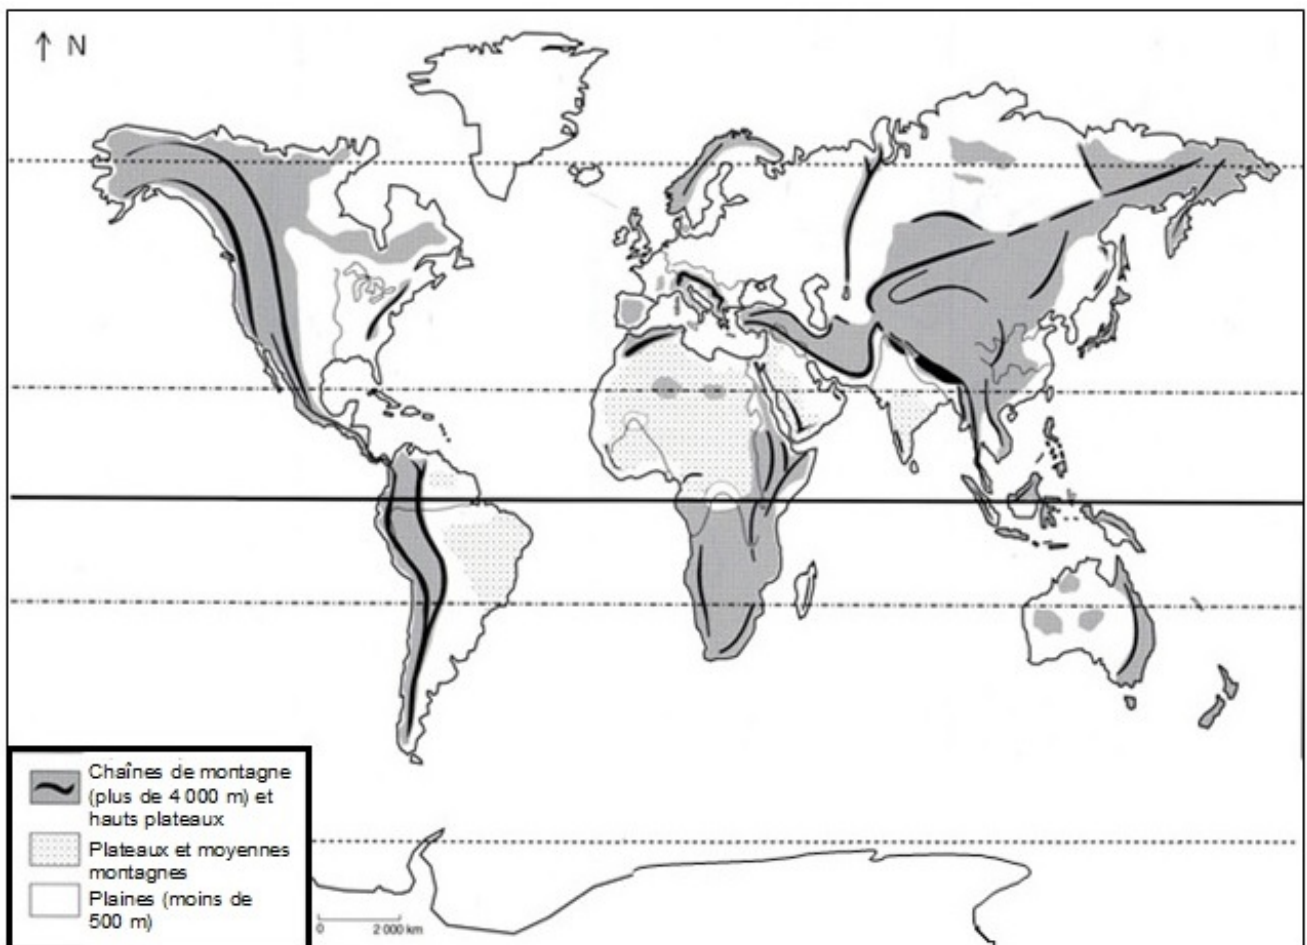 N
Chaînes de montagne
(plus de 4 000 m) et
hauts plateaux
Plateaux et moyennes
montagnes
Plaines (moins de
500 m)
0 2 000 km